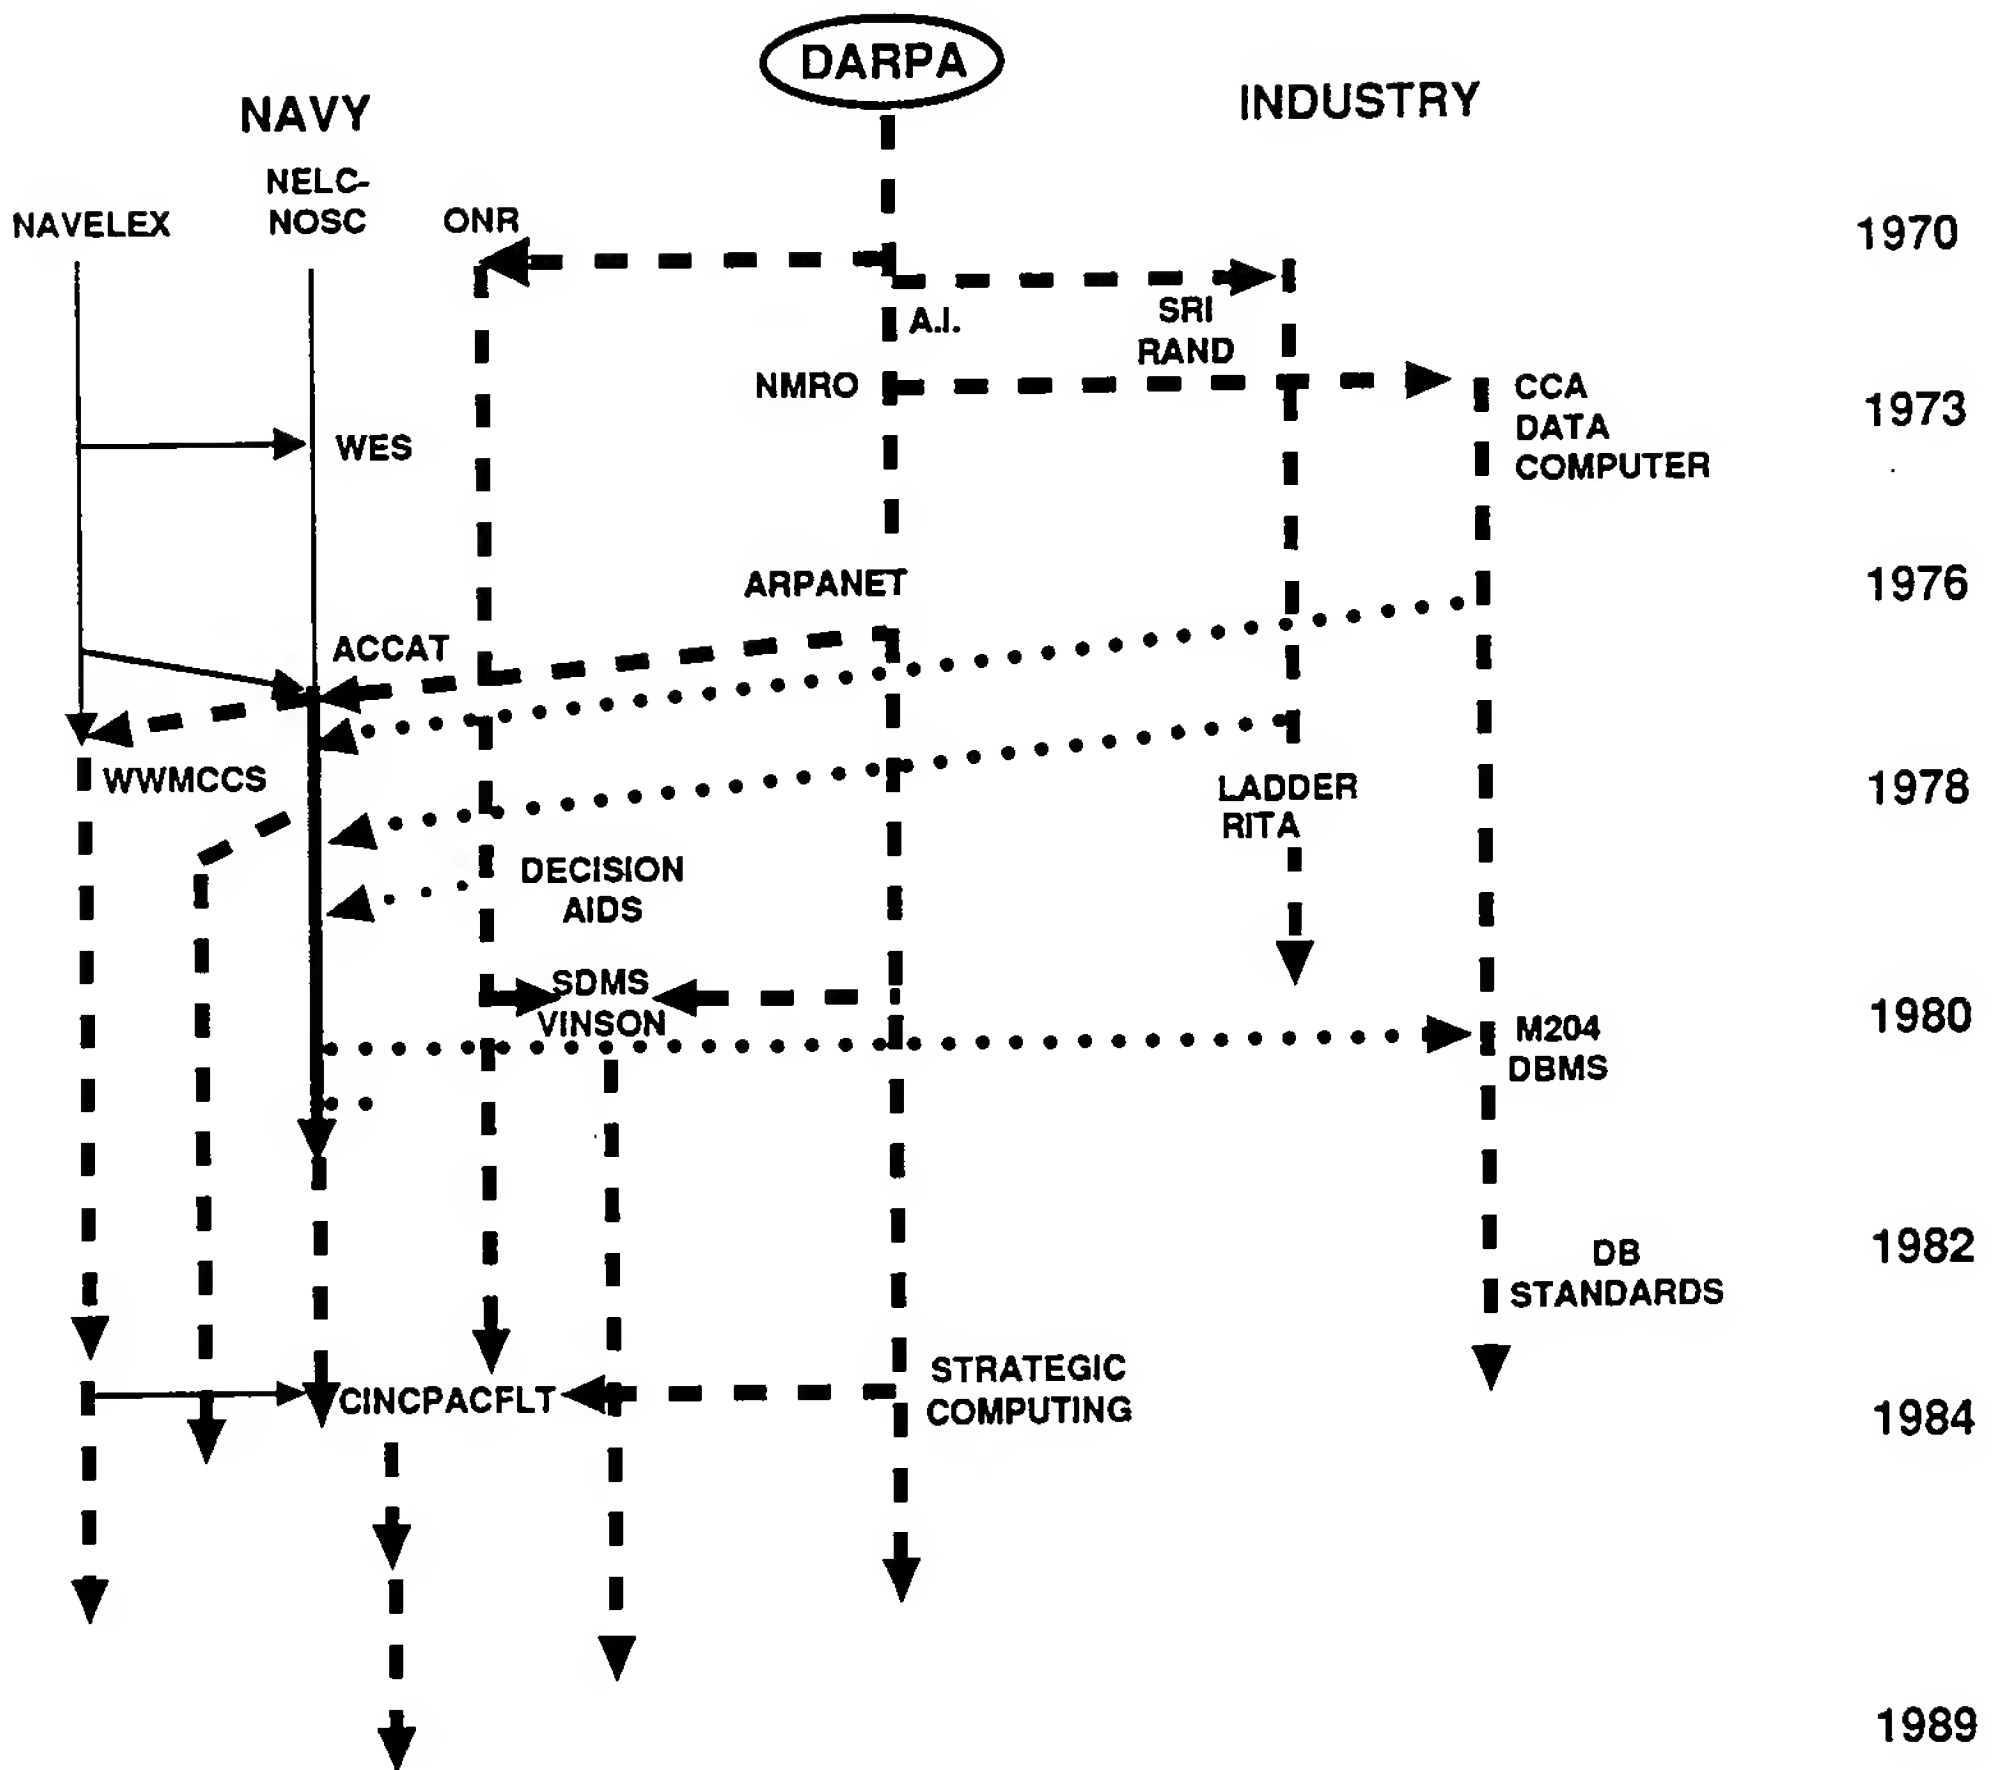 DARPA
NAVY
INDUSTRY
NELC-
NOSC
NAVELEX
ONR
1970
A.I.
SRI
RAND
NMRO
CCA
DATA
COMPUTER
1973
WES
ARPANET
1976
ACCAT
WWMCCS
LADDER
RITA
1978
DECISION
AIDS
SDMS
VINSON
1980
M204
DBMS
1982
DB
STANDARDS
STRATEGIC
COMPUTING
CINCPACFLT
1984
1989